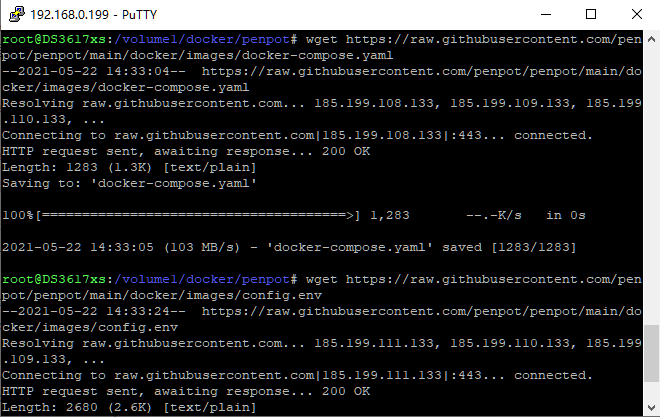 192.168.0.199 - PuTTY
root@DS3617xs:/volume1/docker/penpot# wget https://raw.githubusercontent.com/pen
pot/penpot/main/docker/images/docker-compose.yaml
--2021-05-22 14:33:04--  https://raw.githubusercontent.com/penpot/penpot/main/do
cker/images/docker-compose.yaml
Resolving raw.githubusercontent.com... 185.199.108.133, 185.199.109.133, 185.199
.110.133, ...
Connecting to raw.githubusercontent.com|185.199.108.133|:443... connected.
HTTP request sent, awaiting response... 200 OK
Length: 1283 (1.3K) [text/plain]
Saving to: 'docker-compose.yaml'
100%[======================================>] 1,283       --.-K/s   in 0s
2021-05-22 14:33:05 (103 MB/s) - 'docker-compose.yaml' saved [1283/1283]
root@DS3617xs:/volume1/docker/penpot# wget https://raw.githubusercontent.com/pen
pot/penpot/main/docker/images/config.env
--2021-05-22 14:33:24--  https://raw.githubusercontent.com/penpot/penpot/main/do
cker/images/config.env
Resolving raw.githubusercontent.com... 185.199.111.133, 185.199.110.133, 185.199
.109.133, ...
Connecting to raw.githubusercontent.com|185.199.111.133|:443... connected.
HTTP request sent, awaiting response... 200 OK
Length: 2680 (2.6K) [text/plain]